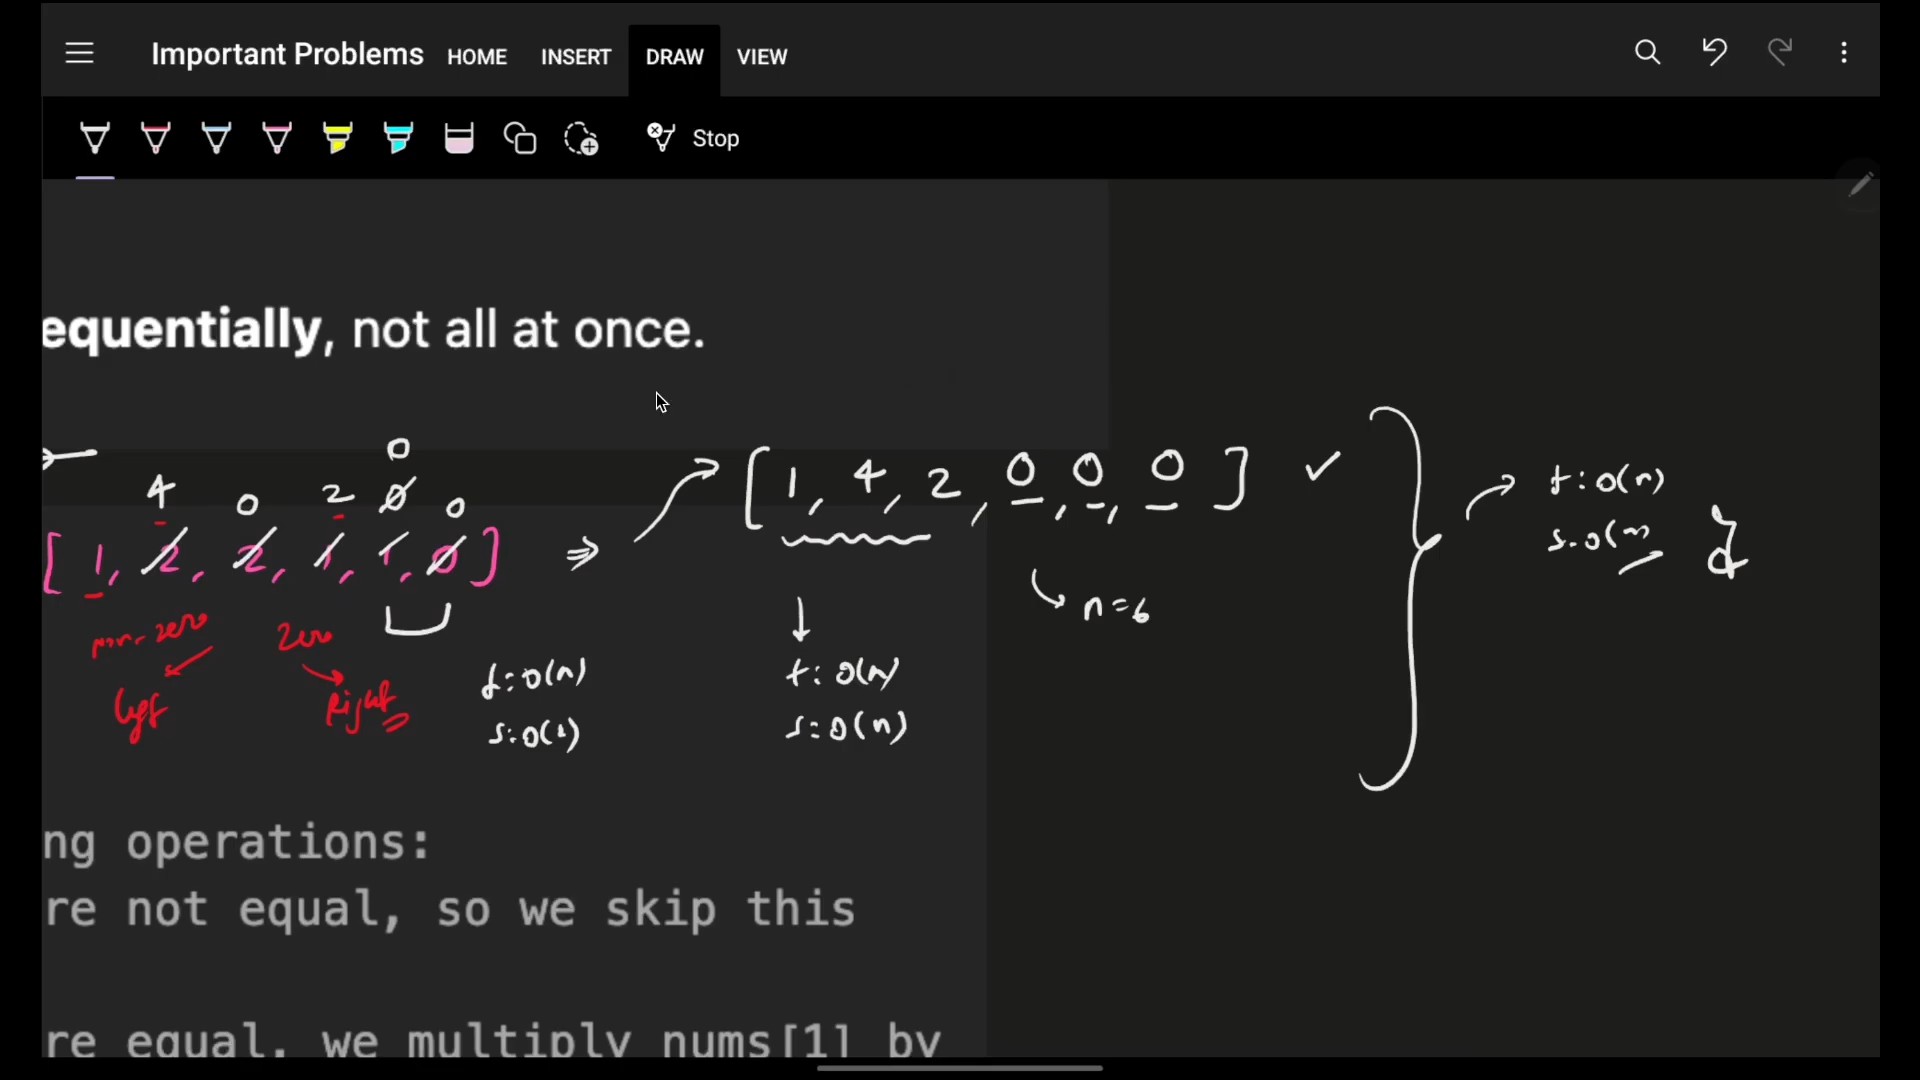 Important Problems HOME INSERT DRAW VIEW
Stop
equentially, not all at once.
0
4 0 2 0 0
[ 1, 2, 2, 1, 1, 0 ] ⇒
[ 1, 4, 2, 0, 0, 0 ] ✓
t: O(n)
s: O(n)
n=6
non-zero
left
Zero
Right
t: O(n)
s: O(1)
t: O(n)
s: O(n)
ng operations:
re not equal, so we skip this
re equal, we multiply nums[1] by